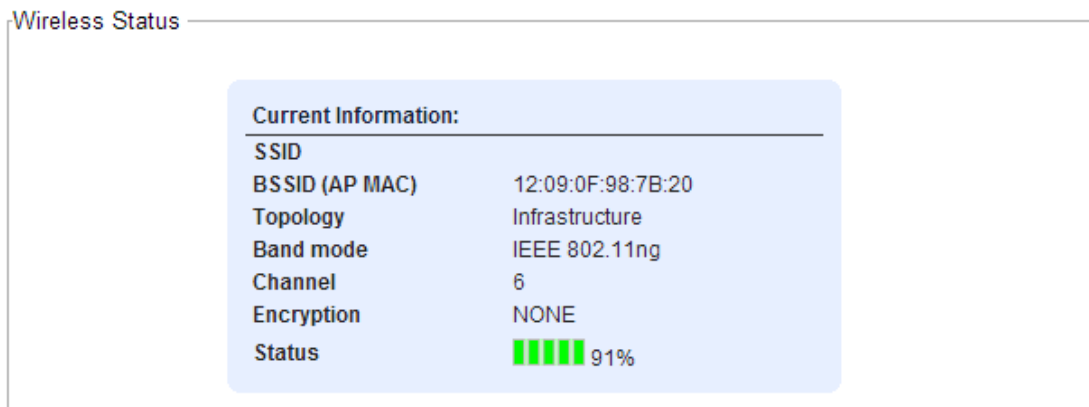 Wireless Status
Current Information:
SSID
BSSID (AP MAC) 12:09:0F:98:7B:20
Topology Infrastructure
Band mode IEEE 802.11ng
Channel 6
Encryption NONE
Status 91%